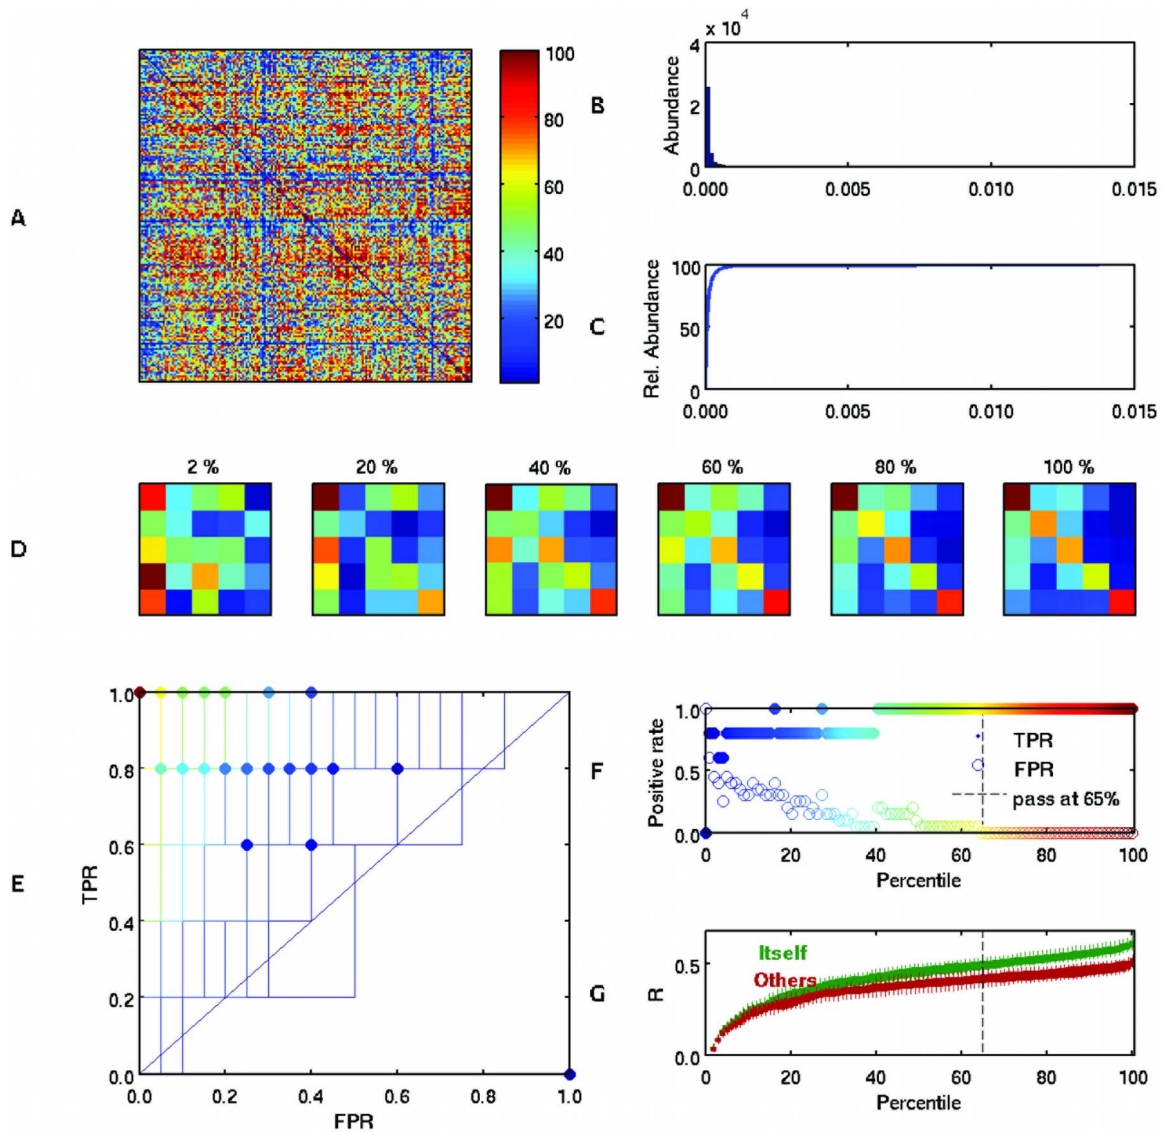 A
100
80
60
40
20
B
× 10⁴
4
2
0
Abundance
0.000 0.005 0.010 0.015
C
100
50
0
Rel. Abundance
0.000 0.005 0.010 0.015
D
2 % 20 % 40 % 60 % 80 % 100 %
E
TPR
1.0
0.8
0.6
0.4
0.2
0.0
0.0 0.2 0.4 0.6 0.8 1.0
FPR
F
Positive rate
1.0
0.5
0.0
TPR
FPR
pass at 65%
0 20 40 60 80 100
Percentile
G
R
0.5
0.0
Itself
Others
0 20 40 60 80 100
Percentile